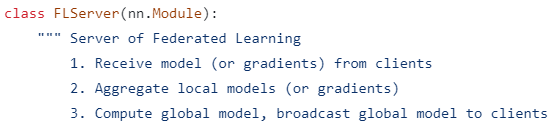 class FLServer(nn.Module):
""" Server of Federated Learning
1. Receive model (or gradients) from clients
2. Aggregate local models (or gradients)
3. Compute global model, broadcast global model to clients